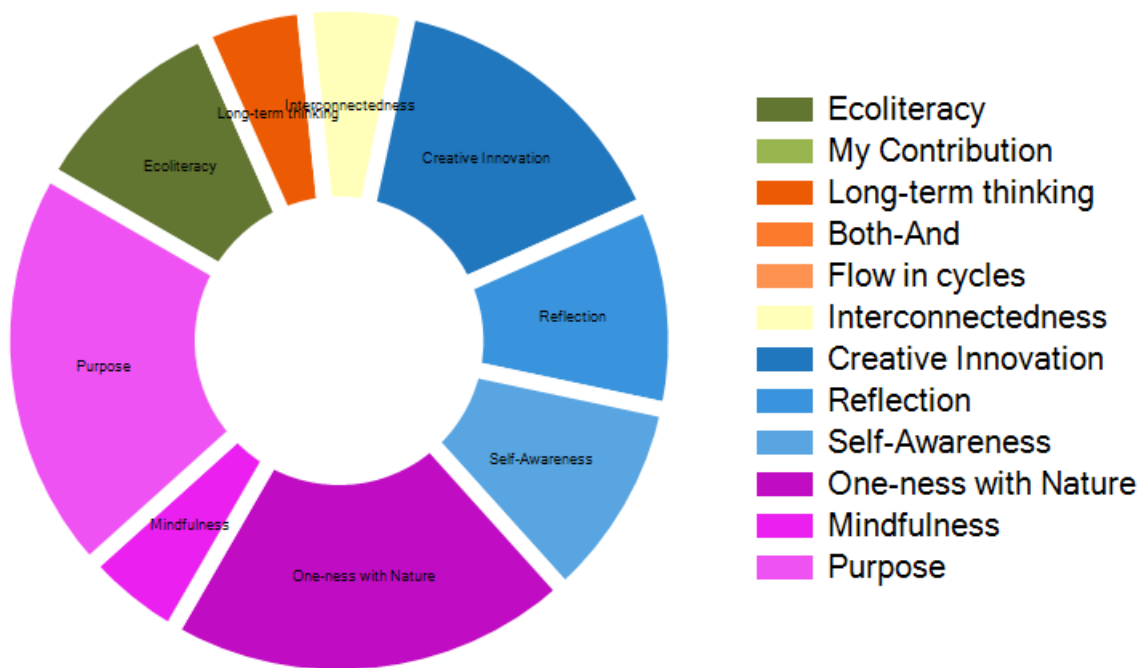 Long-term thinking
Interconnectedness
Creative Innovation
Ecoliteracy
Reflection
Purpose
Self-Awareness
Mindfulness
One-ness with Nature
Ecoliteracy
My Contribution
Long-term thinking
Both-And
Flow in cycles
Interconnectedness
Creative Innovation
Reflection
Self-Awareness
One-ness with Nature
Mindfulness
Purpose